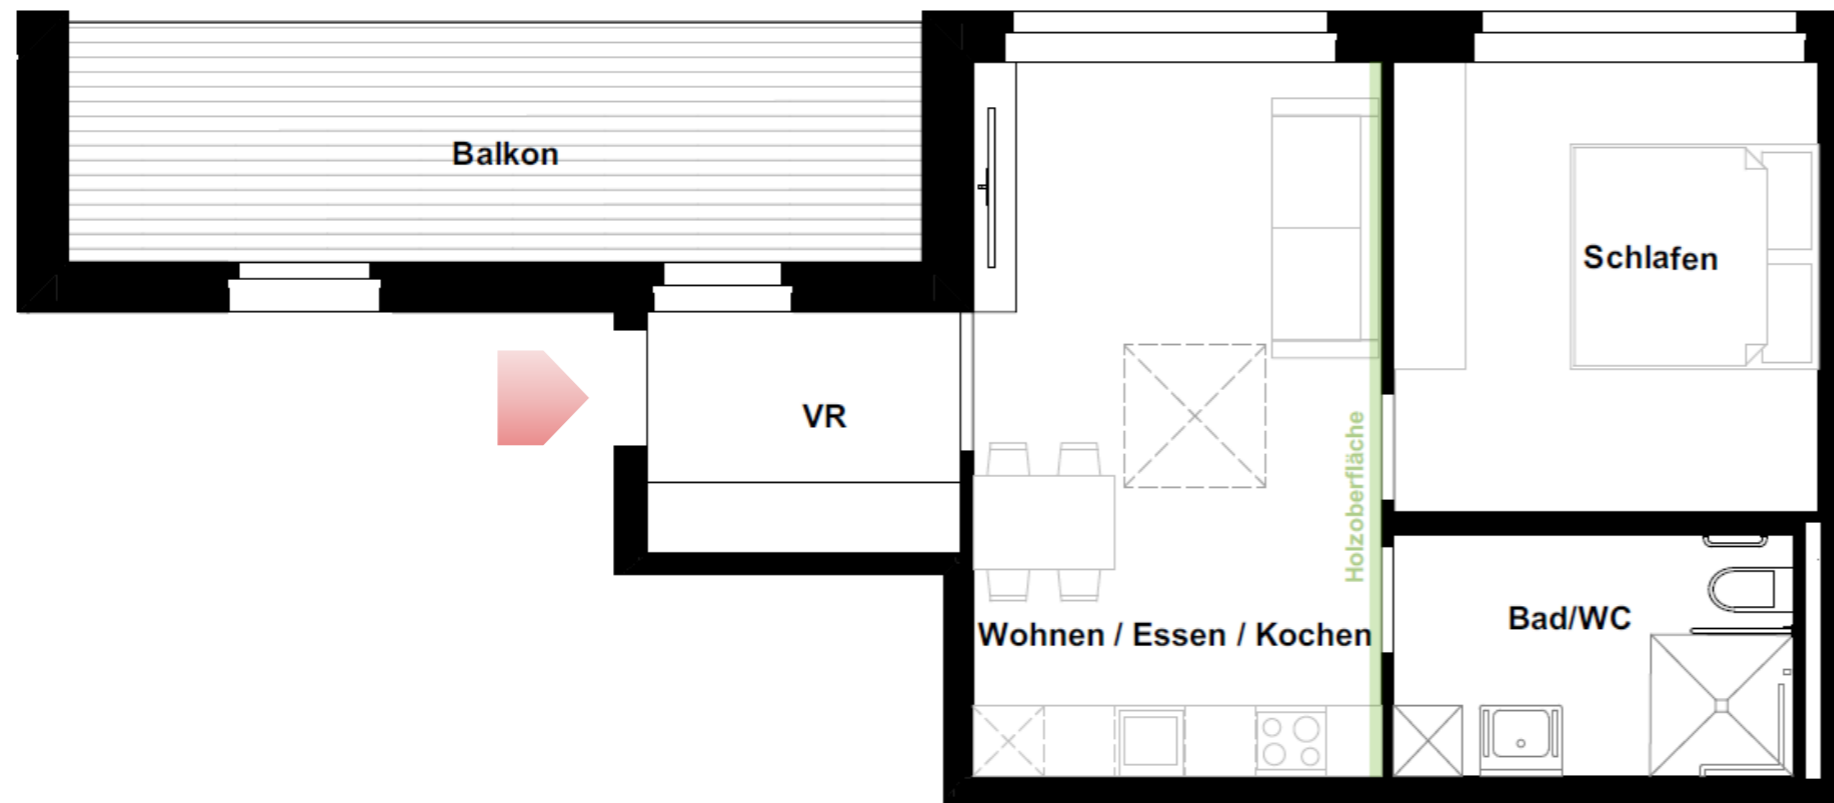 Balkon
Schlafen
VR
Holzoberfläche
Wohnen / Essen / Kochen
Bad/WC